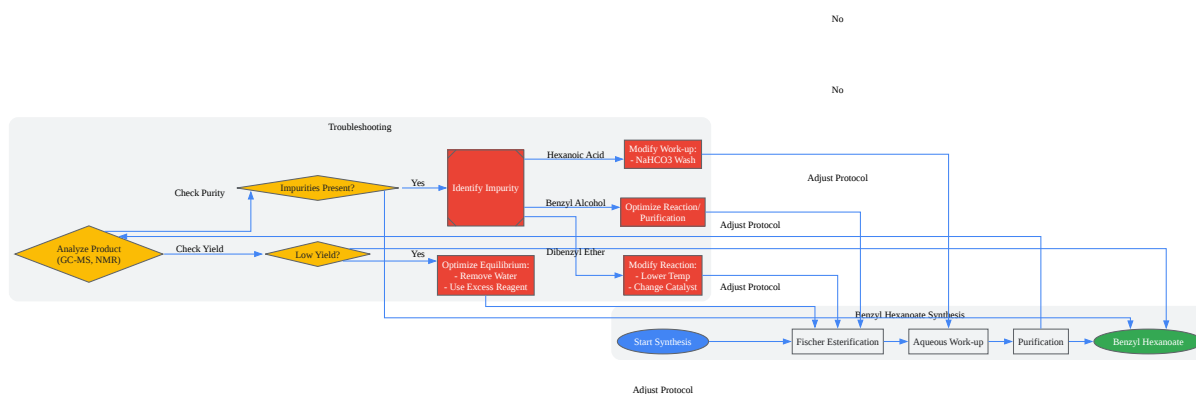 No
No
Troubleshooting
Hexanoic Acid
Modify Work-up:
- NaHCO3 Wash
Adjust Protocol
Check Purity
Impurities Present?
Yes
Identify Impurity
Benzyl Alcohol
Optimize Reaction/
Purification
Adjust Protocol
Analyze Product
(GC-MS, NMR)
Check Yield
Low Yield?
Yes
Optimize Equilibrium:
- Remove Water
- Use Excess Reagent
Dibenzyl Ether
Modify Reaction:
- Lower Temp
- Change Catalyst
Adjust Protocol
Benzyl Hexanoate Synthesis
Start Synthesis
Fischer Esterification
Aqueous Work-up
Purification
Benzyl Hexanoate
Adjust Protocol